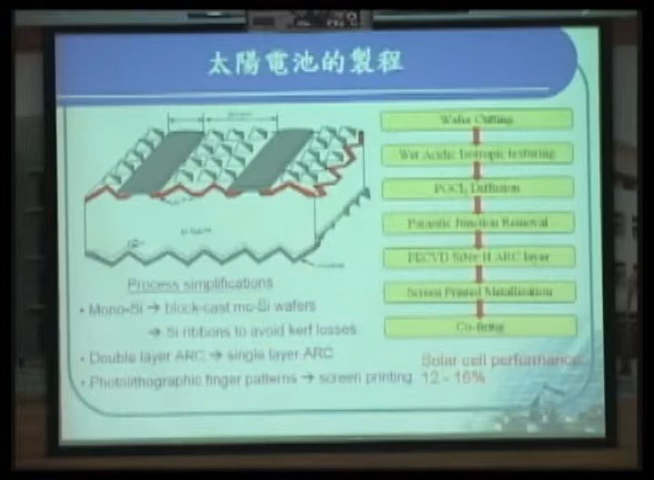 太陽電池的製程
Wafer Cutting
Wet Acidic Isotropic texturing
POCl₃ Diffusion
Parasitic Junction Removal
PECVD SiNx:H ARC layer
Screen Printed Metallization
Co-firing
Process simplifications
• Mono-Si → block-cast mc-Si wafers
→ Si ribbons to avoid kerf losses
• Double layer ARC → single layer ARC
• Photolithographic finger patterns → screen printing
Solar cell performance:
12 - 16%